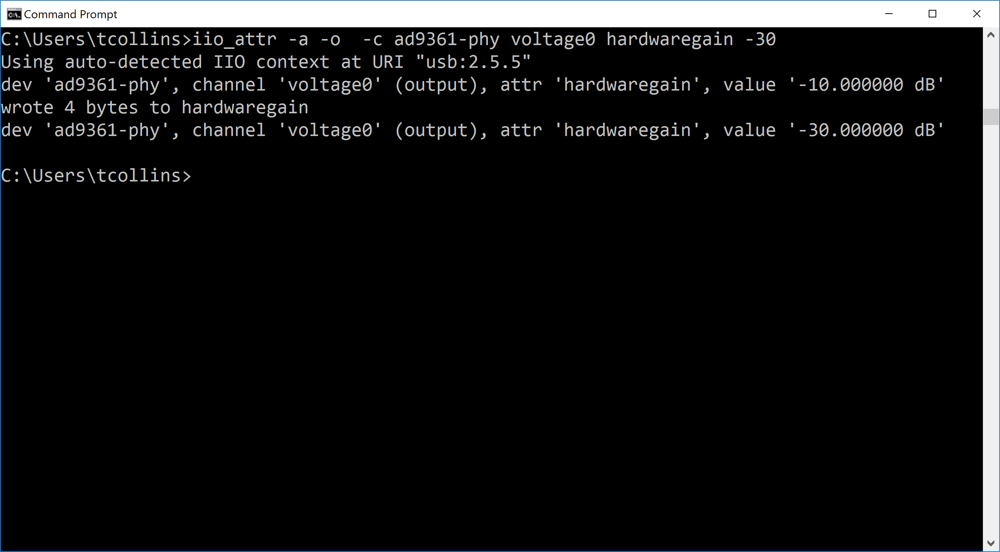 Command Prompt
C:\Users\tcollins>iio_attr -a -o  -c ad9361-phy voltage0 hardwaregain -30
Using auto-detected IIO context at URI "usb:2.5.5"
dev 'ad9361-phy', channel 'voltage0' (output), attr 'hardwaregain', value '-10.000000 dB'
wrote 4 bytes to hardwaregain
dev 'ad9361-phy', channel 'voltage0' (output), attr 'hardwaregain', value '-30.000000 dB'
C:\Users\tcollins>